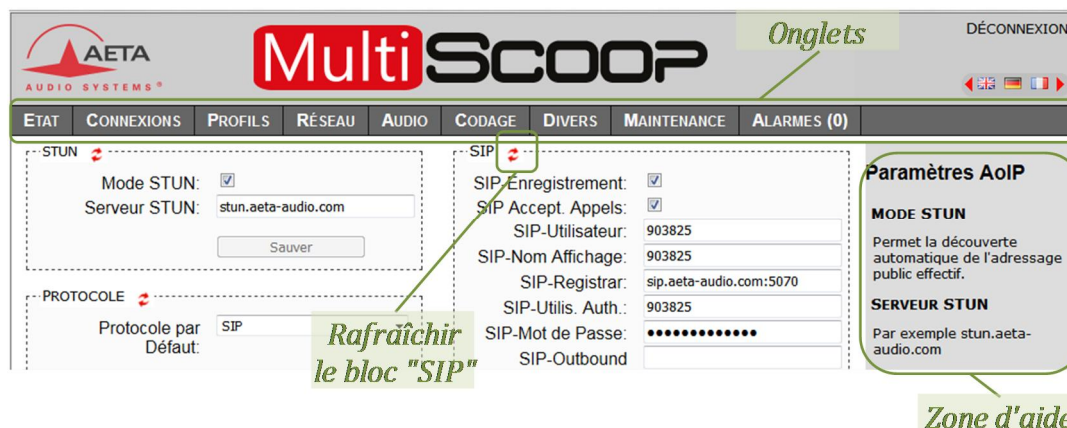 Onglets
DÉCONNEXION
AETA
AUDIO SYSTEMS®
MultiScoop
ETAT CONNEXIONS PROFILS RÉSEAU AUDIO CODAGE DIVERS MAINTENANCE ALARMES (0)
STUN
Mode STUN:
Serveur STUN: stun.aeta-audio.com
Sauver
PROTOCOLE
Protocole par Défaut: SIP
SIP
SIP-Enregistrement:
SIP Accept. Appels:
SIP-Utilisateur: 903825
SIP-Nom Affichage: 903825
SIP-Registrar: sip.aeta-audio.com:5070
SIP-Utilis. Auth.: 903825
SIP-Mot de Passe: •••••••••••••
SIP-Outbound
Rafraîchir
le bloc "SIP"
Paramètres AoIP
MODE STUN
Permet la découverte
automatique de l'adressage
public effectif.
SERVEUR STUN
Par exemple stun.aeta-
audio.com
Zone d'aide